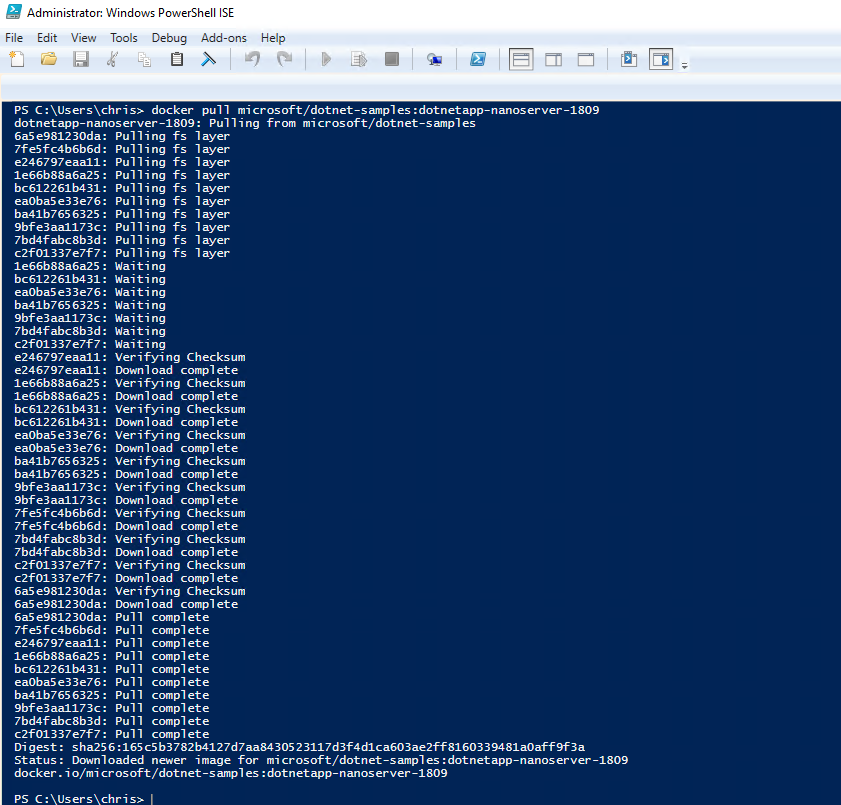 Administrator: Windows PowerShell ISE
File Edit View Tools Debug Add-ons Help
PS C:\Users\chris> docker pull microsoft/dotnet-samples:dotnetapp-nanoserver-1809
dotnetapp-nanoserver-1809: Pulling from microsoft/dotnet-samples
6a5e981230da: Pulling fs layer
7fe5fc4b6b6d: Pulling fs layer
e246797eaa11: Pulling fs layer
1e66b88a6a25: Pulling fs layer
bc612261b431: Pulling fs layer
ea0ba5e33e76: Pulling fs layer
ba41b7656325: Pulling fs layer
9bfe3aa1173c: Pulling fs layer
7bd4fabc8b3d: Pulling fs layer
c2f01337e7f7: Pulling fs layer
1e66b88a6a25: Waiting
bc612261b431: Waiting
ea0ba5e33e76: Waiting
ba41b7656325: Waiting
9bfe3aa1173c: Waiting
7bd4fabc8b3d: Waiting
c2f01337e7f7: Waiting
e246797eaa11: Verifying Checksum
e246797eaa11: Download complete
1e66b88a6a25: Verifying Checksum
1e66b88a6a25: Download complete
bc612261b431: Verifying Checksum
bc612261b431: Download complete
ea0ba5e33e76: Verifying Checksum
ea0ba5e33e76: Download complete
ba41b7656325: Verifying Checksum
ba41b7656325: Download complete
9bfe3aa1173c: Verifying Checksum
9bfe3aa1173c: Download complete
7fe5fc4b6b6d: Verifying Checksum
7fe5fc4b6b6d: Download complete
7bd4fabc8b3d: Verifying Checksum
7bd4fabc8b3d: Download complete
c2f01337e7f7: Verifying Checksum
c2f01337e7f7: Download complete
6a5e981230da: Verifying Checksum
6a5e981230da: Download complete
6a5e981230da: Pull complete
7fe5fc4b6b6d: Pull complete
e246797eaa11: Pull complete
1e66b88a6a25: Pull complete
bc612261b431: Pull complete
ea0ba5e33e76: Pull complete
ba41b7656325: Pull complete
9bfe3aa1173c: Pull complete
7bd4fabc8b3d: Pull complete
c2f01337e7f7: Pull complete
Digest: sha256:165c5b3782b4127d7aa8430523117d3f4d1ca603ae2ff8160339481a0aff9f3a
Status: Downloaded newer image for microsoft/dotnet-samples:dotnetapp-nanoserver-1809
docker.io/microsoft/dotnet-samples:dotnetapp-nanoserver-1809
PS C:\Users\chris>